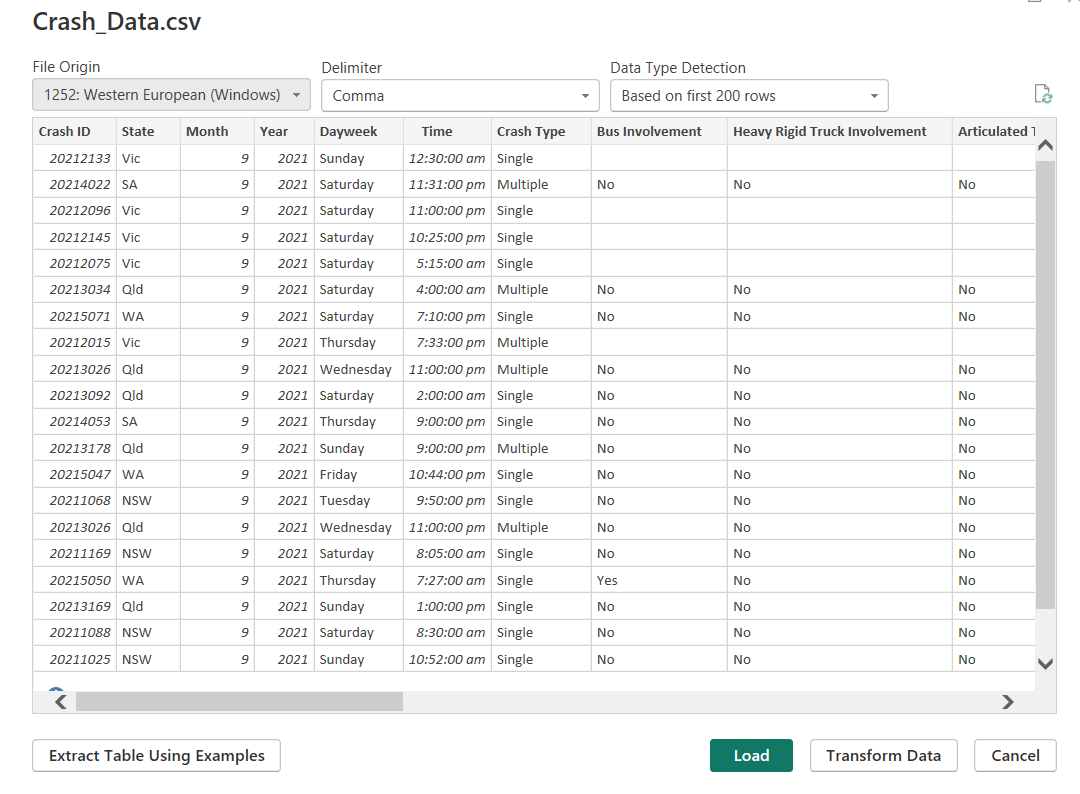 Crash_Data.csv
File Origin Delimiter Data Type Detection
1252: Western European (Windows) Comma Based on first 200 rows
Crash ID State Month Year Dayweek Time Crash Type Bus Involvement Heavy Rigid Truck Involvement Articulated T
20212133 Vic 9 2021 Sunday 12:30:00 am Single
20214022 SA 9 2021 Saturday 11:31:00 pm Multiple No No No
20212096 Vic 9 2021 Saturday 11:00:00 pm Single
20212145 Vic 9 2021 Saturday 10:25:00 pm Single
20212075 Vic 9 2021 Saturday 5:15:00 am Single
20213034 Qld 9 2021 Saturday 4:00:00 am Multiple No No No
20215071 WA 9 2021 Saturday 7:10:00 pm Single No No No
20212015 Vic 9 2021 Thursday 7:33:00 pm Multiple
20213026 Qld 9 2021 Wednesday 11:00:00 pm Multiple No No No
20213092 Qld 9 2021 Saturday 2:00:00 am Single No No No
20214053 SA 9 2021 Thursday 9:00:00 pm Single No No No
20213178 Qld 9 2021 Sunday 9:00:00 pm Multiple No No No
20215047 WA 9 2021 Friday 10:44:00 pm Single No No No
20211068 NSW 9 2021 Tuesday 9:50:00 pm Single No No No
20213026 Qld 9 2021 Wednesday 11:00:00 pm Multiple No No No
20211169 NSW 9 2021 Saturday 8:05:00 am Single No No No
20215050 WA 9 2021 Thursday 7:27:00 am Single Yes No No
20213169 Qld 9 2021 Sunday 1:00:00 pm Single No No No
20211088 NSW 9 2021 Saturday 8:30:00 am Single No No No
20211025 NSW 9 2021 Sunday 10:52:00 am Single No No No
Extract Table Using Examples Load Transform Data Cancel